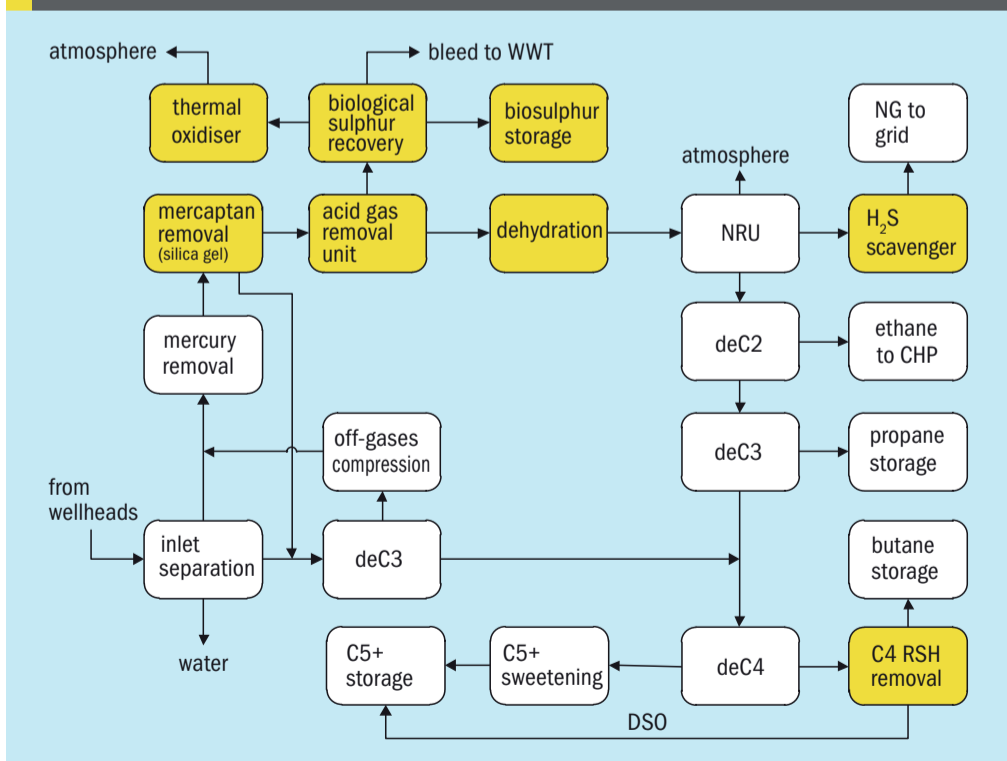 atmosphere
bleed to WWT
thermal
oxidiser
biological
sulphur
recovery
biosulphur
storage
NG to
grid
atmosphere
mercaptan
removal
(silica gel)
acid gas
removal
unit
dehydration
NRU
H₂S
scavenger
mercury
removal
deC2
ethane
to CHP
off-gases
compression
deC3
propane
storage
from
wellheads
inlet
separation
deC3
butane
storage
water
C5+
storage
C5+
sweetening
deC4
C4 RSH
removal
DSO